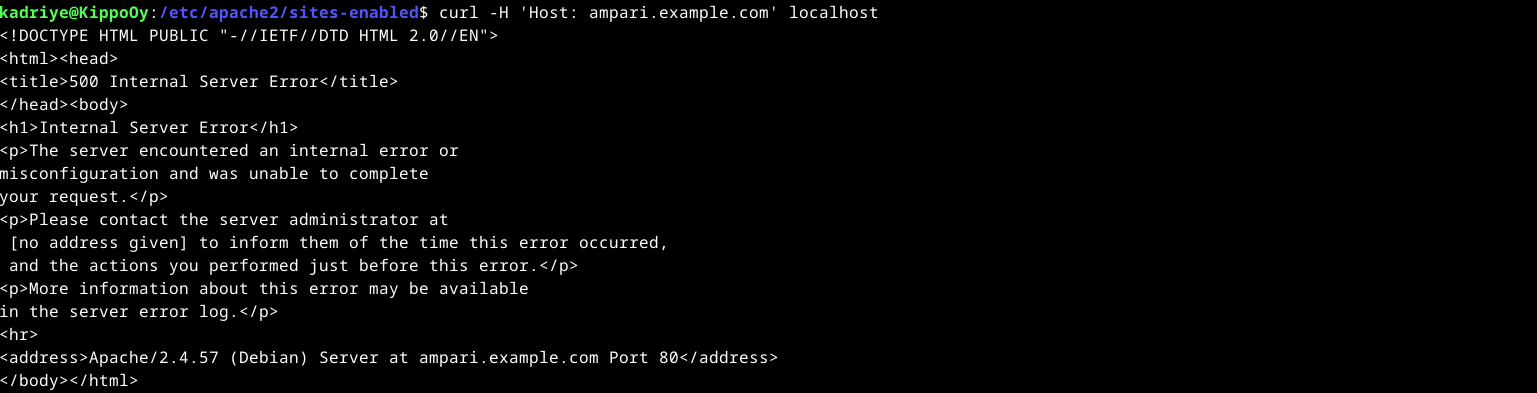 kadriye@KippoOy:/etc/apache2/sites-enabled$ curl -H 'Host: ampari.example.com' localhost
<!DOCTYPE HTML PUBLIC "-//IETF//DTD HTML 2.0//EN">
<html><head>
<title>500 Internal Server Error</title>
</head><body>
<h1>Internal Server Error</h1>
<p>The server encountered an internal error or
misconfiguration and was unable to complete
your request.</p>
<p>Please contact the server administrator at
 [no address given] to inform them of the time this error occurred,
 and the actions you performed just before this error.</p>
<p>More information about this error may be available
in the server error log.</p>
<hr>
<address>Apache/2.4.57 (Debian) Server at ampari.example.com Port 80</address>
</body></html>